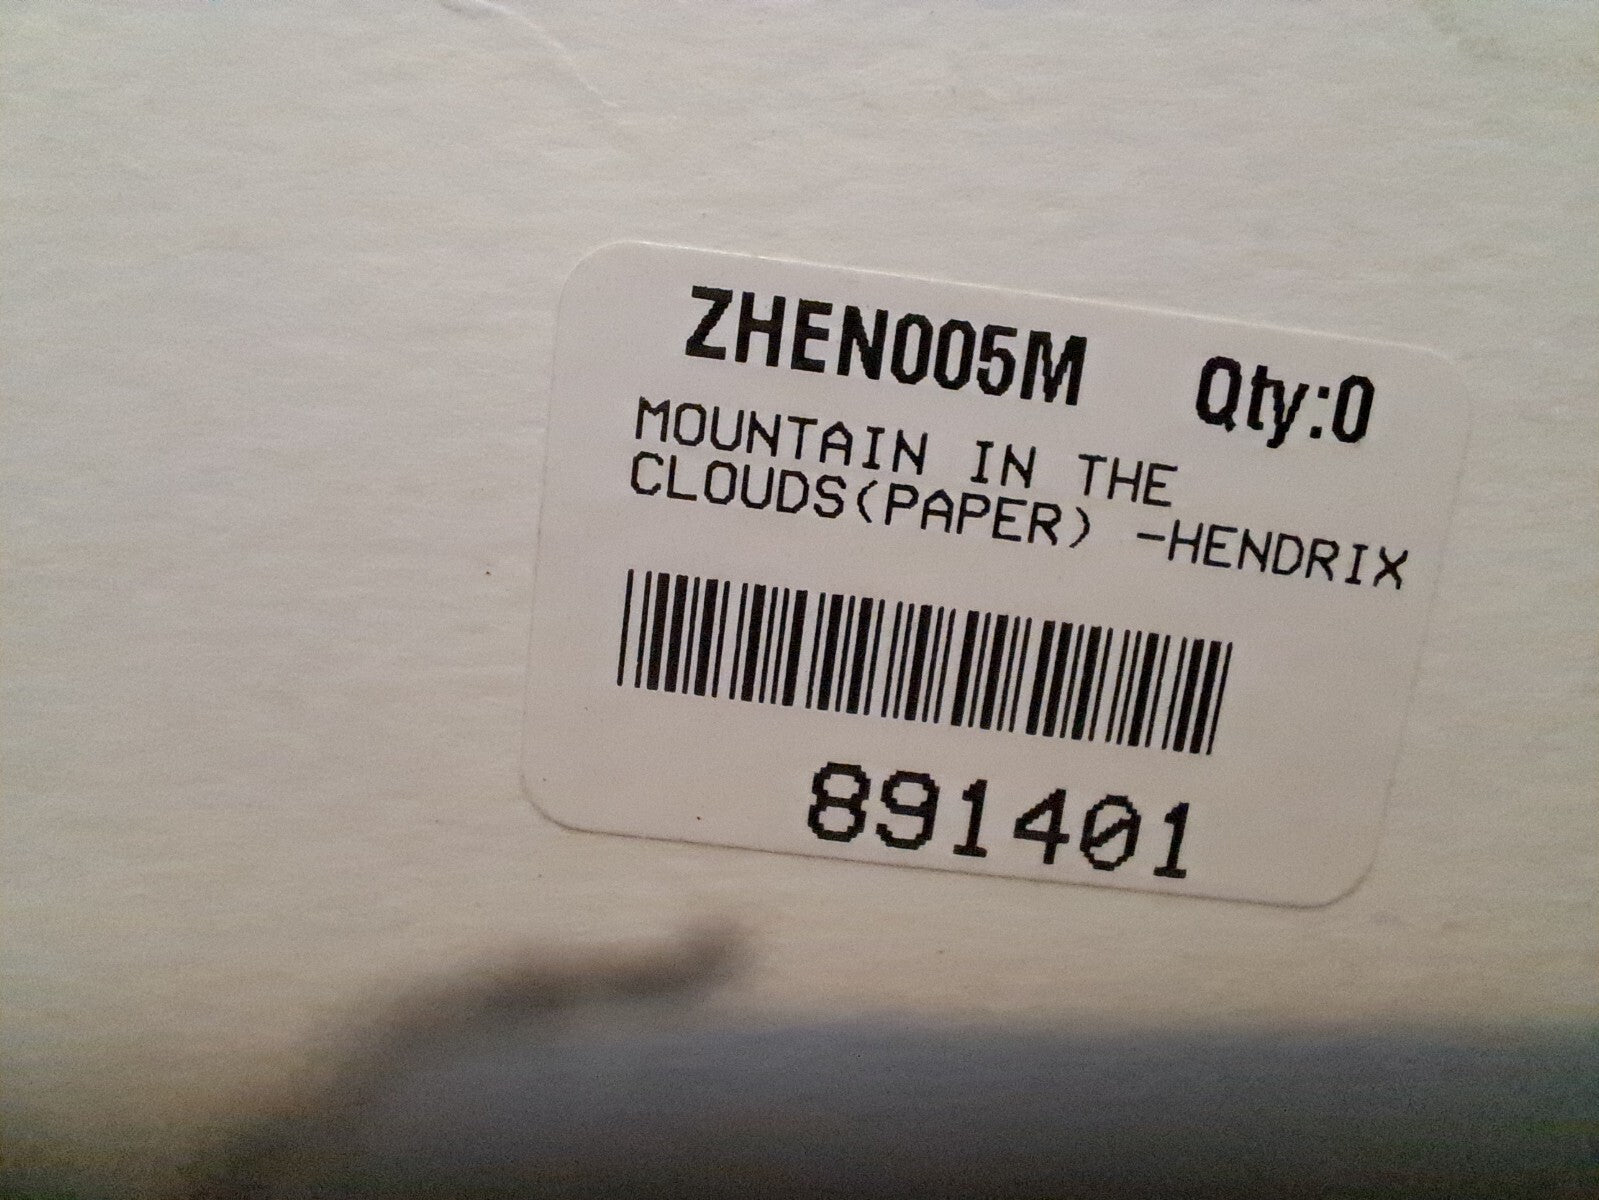 ZHEN005M Qty:0
MOUNTAIN IN THE
CLOUDS(PAPER) -HENDRIX
891401